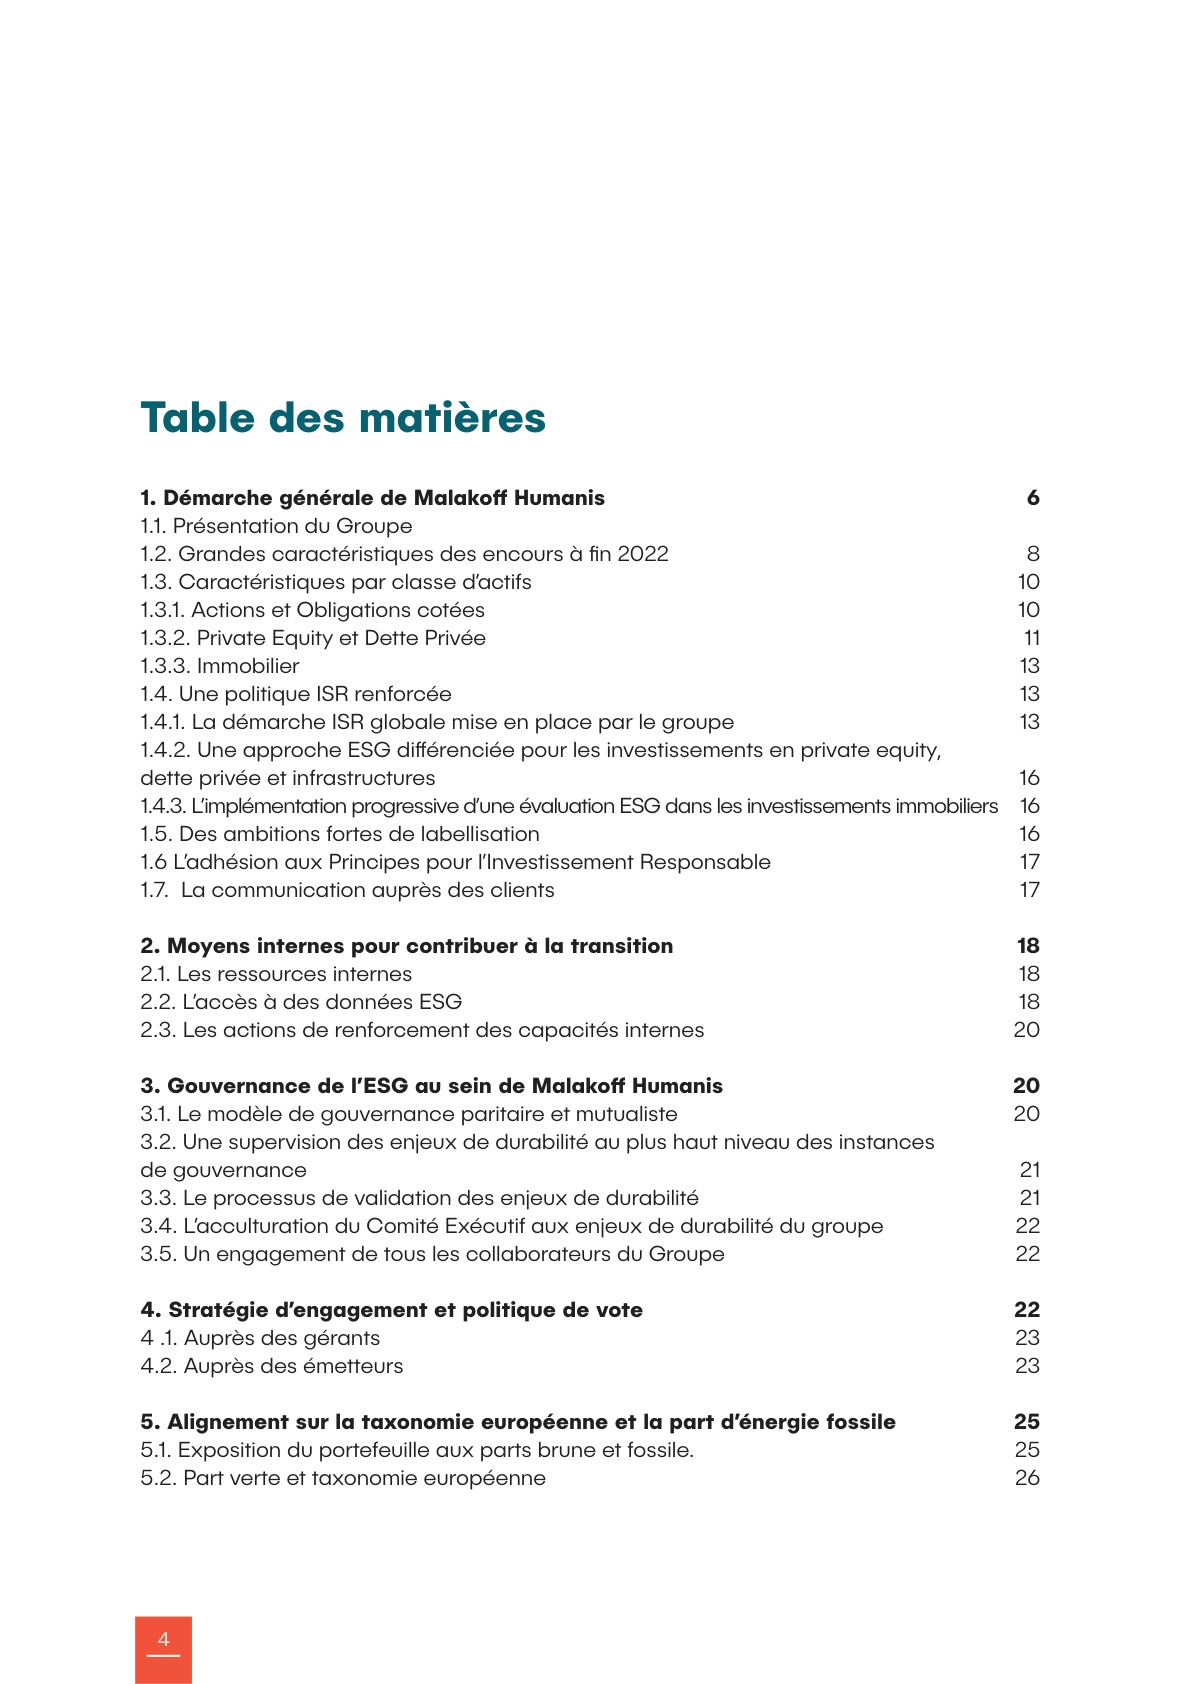 Table des matières
1. Démarche générale de Malakoff Humanis 6
1.1. Présentation du Groupe
1.2. Grandes caractéristiques des encours à fin 2022 8
1.3. Caractéristiques par classe d’actifs 10
1.3.1. Actions et Obligations cotées 10
1.3.2. Private Equity et Dette Privée 11
1.3.3. Immobilier 13
1.4. Une politique ISR renforcée 13
1.4.1. La démarche ISR globale mise en place par le groupe 13
1.4.2. Une approche ESG différenciée pour les investissements en private equity,
dette privée et infrastructures 16
1.4.3. L’implémentation progressive d’une évaluation ESG dans les investissements immobiliers 16
1.5. Des ambitions fortes de labellisation 16
1.6 L’adhésion aux Principes pour l’Investissement Responsable 17
1.7. La communication auprès des clients 17
2. Moyens internes pour contribuer à la transition 18
2.1. Les ressources internes 18
2.2. L’accès à des données ESG 18
2.3. Les actions de renforcement des capacités internes 20
3. Gouvernance de l’ESG au sein de Malakoff Humanis 20
3.1. Le modèle de gouvernance paritaire et mutualiste 20
3.2. Une supervision des enjeux de durabilité au plus haut niveau des instances
de gouvernance 21
3.3. Le processus de validation des enjeux de durabilité 21
3.4. L’acculturation du Comité Exécutif aux enjeux de durabilité du groupe 22
3.5. Un engagement de tous les collaborateurs du Groupe 22
4. Stratégie d’engagement et politique de vote 22
4 .1. Auprès des gérants 23
4.2. Auprès des émetteurs 23
5. Alignement sur la taxonomie européenne et la part d’énergie fossile 25
5.1. Exposition du portefeuille aux parts brune et fossile. 25
5.2. Part verte et taxonomie européenne 26
4